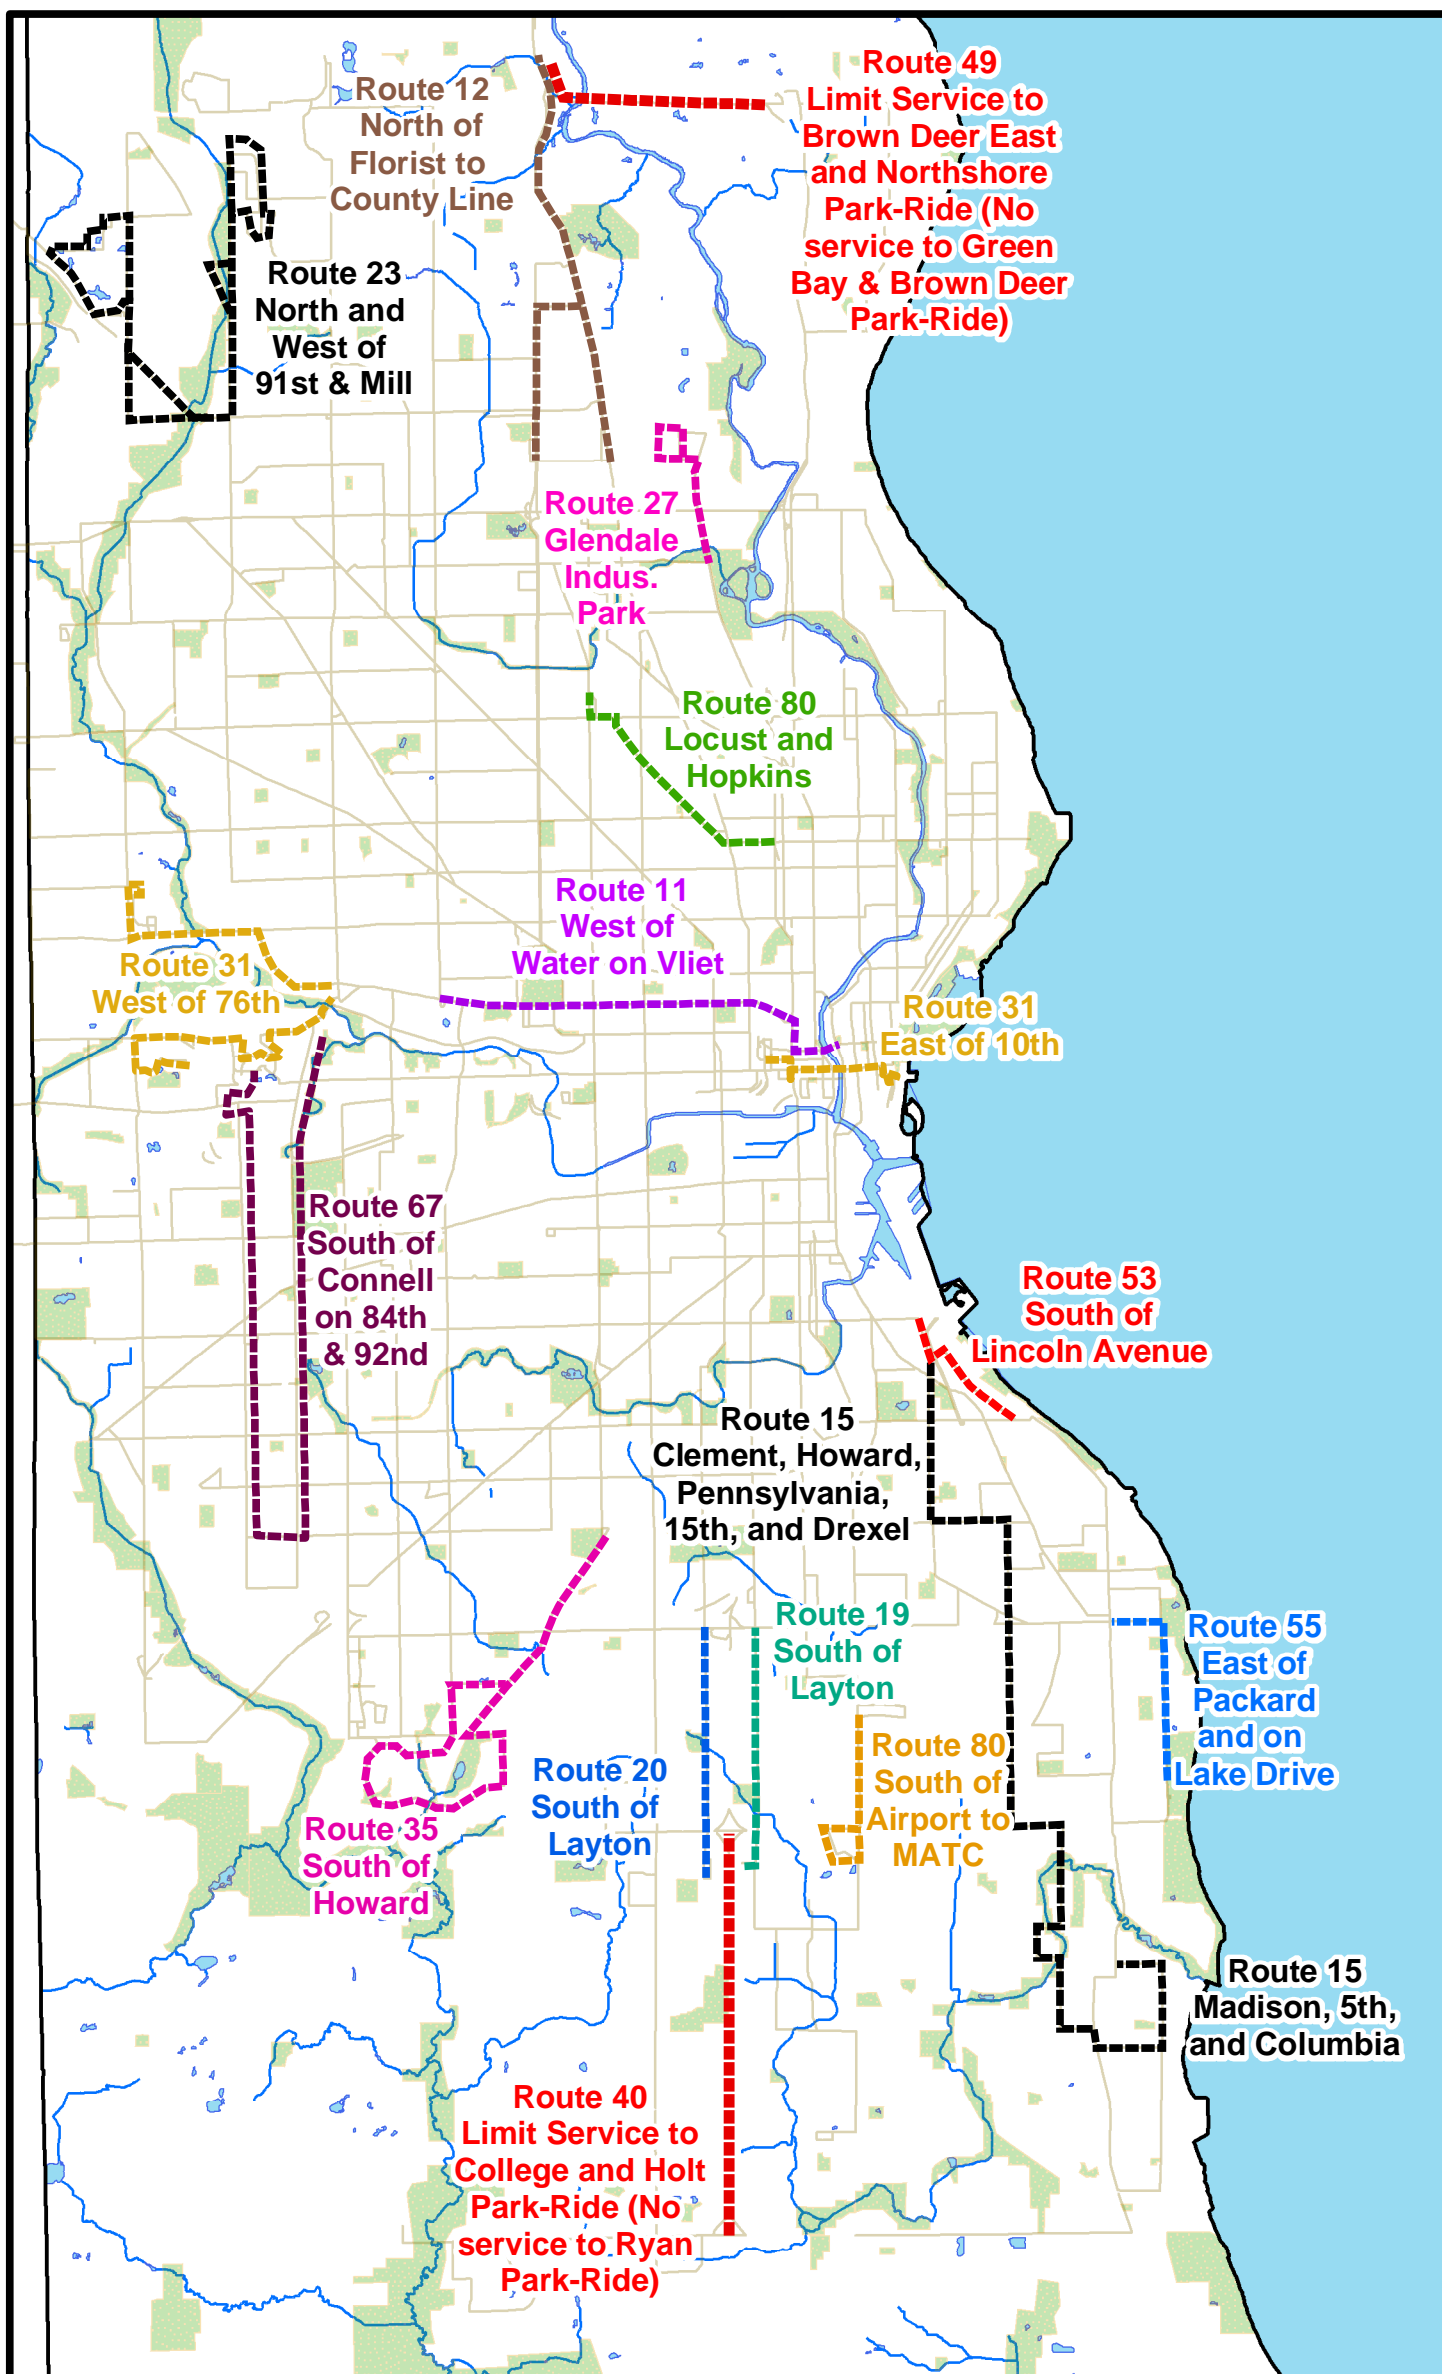 Route 49
Limit Service to
Brown Deer East
and Northshore
Park-Ride (No
service to Green
Bay & Brown Deer
Park-Ride)
Route 12
North of
Florist to
County Line
Route 23
North and
West of
91st & Mill
Route 27
Glendale
Indus.
Park
Route 80
Locust and
Hopkins
Route 11
West of
Water on Vliet
Route 31
West of 76th
Route 31
East of 10th
Route 67
South of
Connell
on 84th
& 92nd
Route 53
South of
Lincoln Avenue
Route 15
Clement, Howard,
Pennsylvania,
15th, and Drexel
Route 19
South of
Layton
Route 55
East of
Packard
and on
Lake Drive
Route 80
South of
Airport to
MATC
Route 20
South of
Layton
Route 35
South of
Howard
Route 15
Madison, 5th,
and Columbia
Route 40
Limit Service to
College and Holt
Park-Ride (No
service to Ryan
Park-Ride)